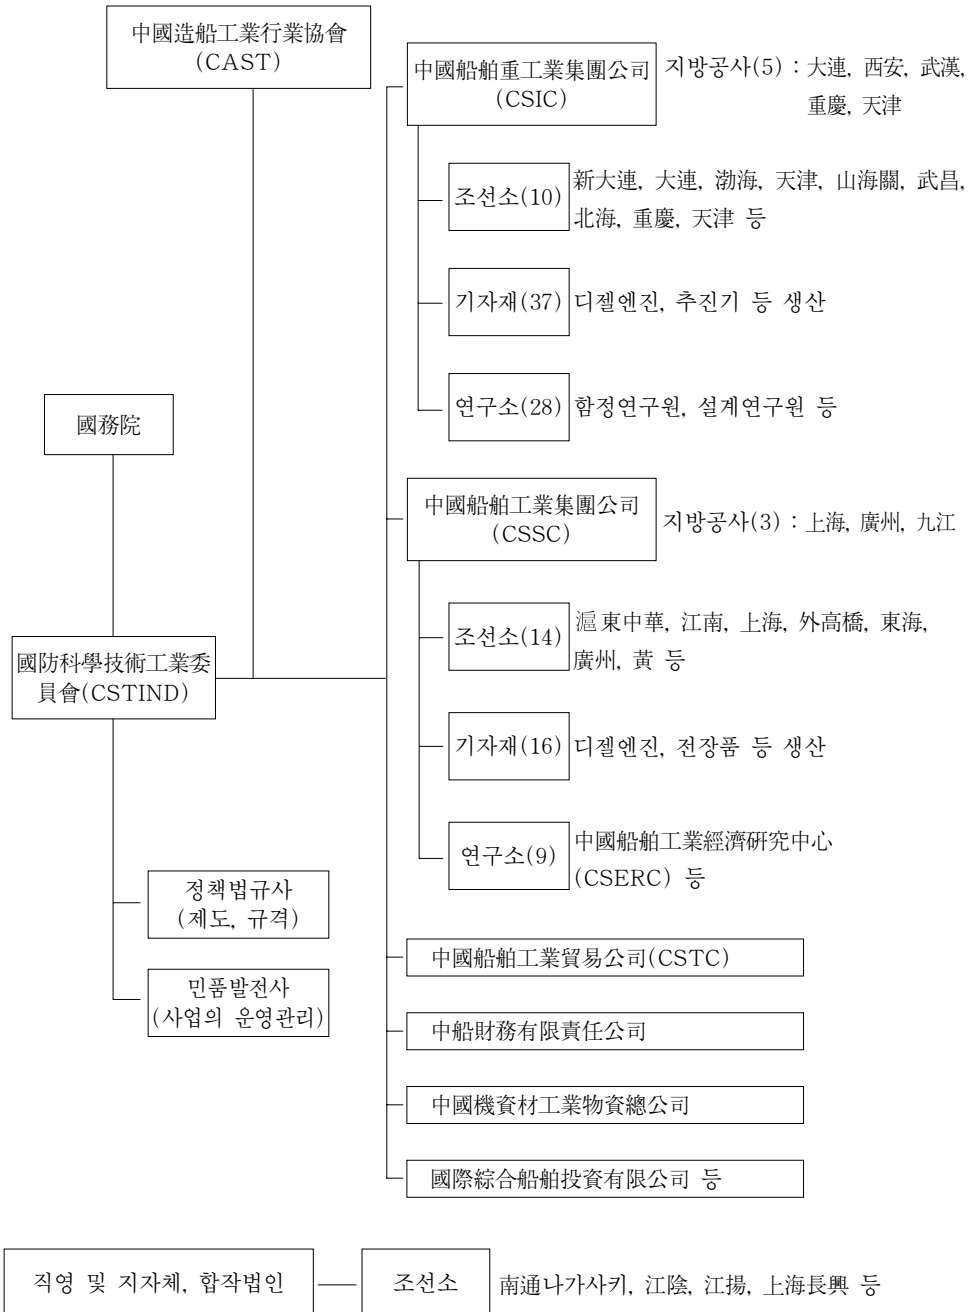 中國造船工業行業協會
(CAST)
中國船舶重工業集團公司
(CSIC)
지방공사(5) : 大連, 西安, 武漢,
重慶, 天津
조선소(10)
新大連, 大連, 渤海, 天津, 山海關, 武昌,
北海, 重慶, 天津 등
기자재(37)
디젤엔진, 추진기 등 생산
연구소(28)
함정연구원, 설계연구원 등
國務院
中國船舶工業集團公司
(CSSC)
지방공사(3) : 上海, 廣州, 九江
조선소(14)
滬東中華, 江南, 上海, 外高橋, 東海,
廣州, 黃 등
國防科學技術工業委
員會(CSTIND)
기자재(16)
디젤엔진, 전장품 등 생산
연구소(9)
中國船舶工業經濟硏究中心
(CSERC) 등
정책법규사
(제도, 규격)
민품발전사
(사업의 운영관리)
中國船舶工業貿易公司(CSTC)
中船財務有限責任公司
中國機資材工業物資總公司
國際綜合船舶投資有限公司 등
직영 및 지자체, 합작법인
조선소
南通나가사키, 江陰, 江揚, 上海長興 등